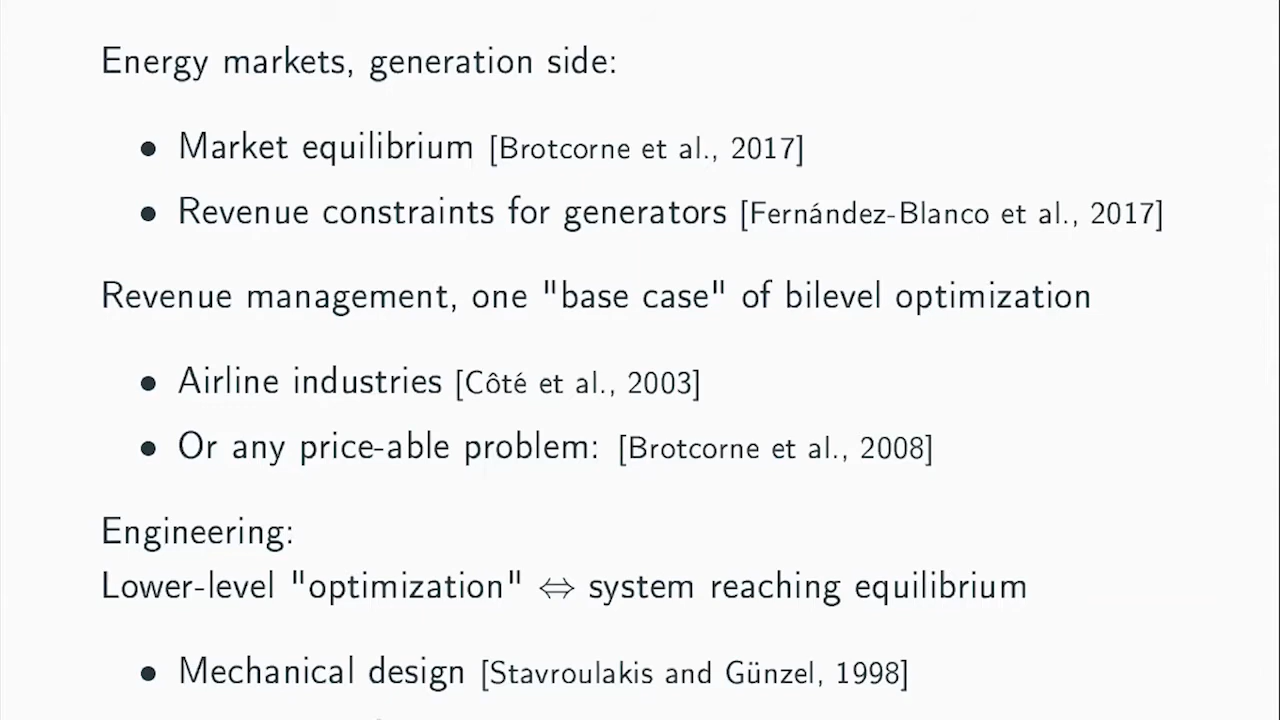 Energy markets, generation side:
• Market equilibrium [Brotcorne et al., 2017]
• Revenue constraints for generators [Fernández-Blanco et al., 2017]
Revenue management, one "base case" of bilevel optimization
• Airline industries [Côté et al., 2003]
• Or any price-able problem: [Brotcorne et al., 2008]
Engineering:
Lower-level "optimization" ⇔ system reaching equilibrium
• Mechanical design [Stavroulakis and Günzel, 1998]